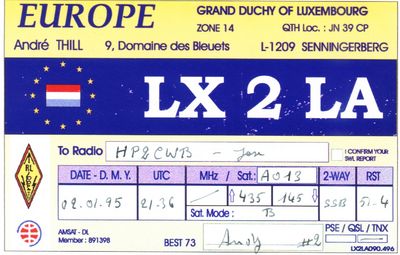 EUROPE
GRAND DUCHY OF LUXEMBOURG
ZONE 14 QTH Loc. : JN 39 CP
André THILL 9, Domaine des Bleuets L-1209 SENNINGERBERG
LX 2 LA
To Radio HP2CWB - Jose I CONFIRM YOUR SWL REPORT
DATE - D. M. Y. UTC MHz / Sat.: AO13 2-WAY RST
02.01.95 21.36 435 145 SSB 51-4
Sat Mode : B
AMSAT - DL
Member : 891398
BEST 73 Andy #2
PSE / QSL / TNX
LX2LA090.496